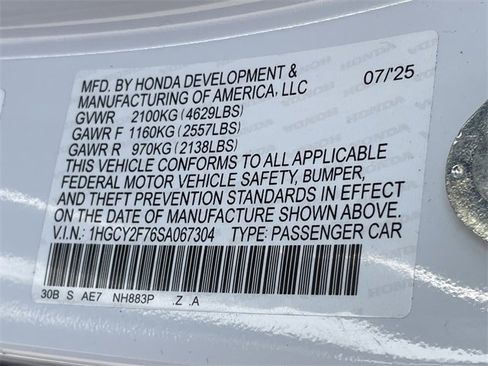 MFD. BY HONDA DEVELOPMENT & 07/'25
MANUFACTURING OF AMERICA, LLC
GVWR 2100KG (4629LBS)
GAWR F 1160KG (2557LBS)
GAWR R 970KG (2138LBS)
THIS VEHICLE CONFORMS TO ALL APPLICABLE
FEDERAL MOTOR VEHICLE SAFETY, BUMPER,
AND THEFT PREVENTION STANDARDS IN EFFECT
ON THE DATE OF MANUFACTURE SHOWN ABOVE.
V.I.N.: 1HGCY2F76SA067304 TYPE: PASSENGER CAR
30B S AE7 NH883P .Z .A